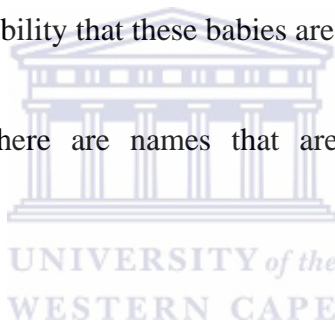 bility that these babies are
here are names that are
UNIVERSITY of the
WESTERN CAPE